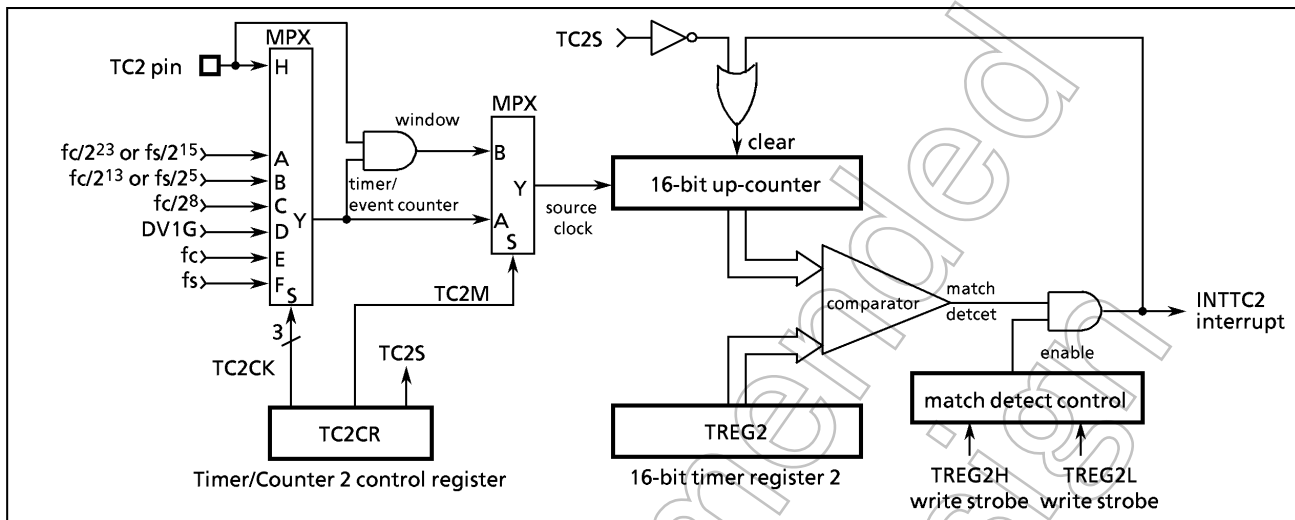 MPX
TC2 pin
H
fc/2²³ or fs/2¹⁵
A
fc/2¹³ or fs/2⁵
B
fc/2⁸
C
Y
DV1G
D
fc
E
fs
F
S
3
TC2CK
window
timer/
event counter
MPX
B
Y
A
S
source
clock
TC2M
TC2S
TC2CR
Timer/Counter 2 control register
TC2S
clear
16-bit up-counter
comparator
match
detcet
enable
INTTC2
interrupt
TREG2
16-bit timer register 2
match detect control
TREG2H
write strobe
TREG2L
write strobe